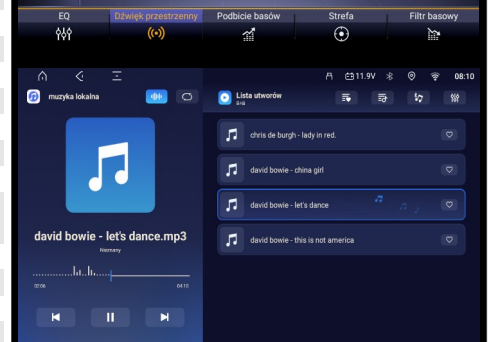 EQ Dźwięk przestrzenny Podbicie basów Strefa Filtr basowy
11.9V 08:10
muzyka lokalna
Lista utworów
chris de burgh - lady in red.
david bowie - china girl
david bowie - let's dance
david bowie - this is not america
david bowie - let's dance.mp3
Nieznany
02:06 04:10